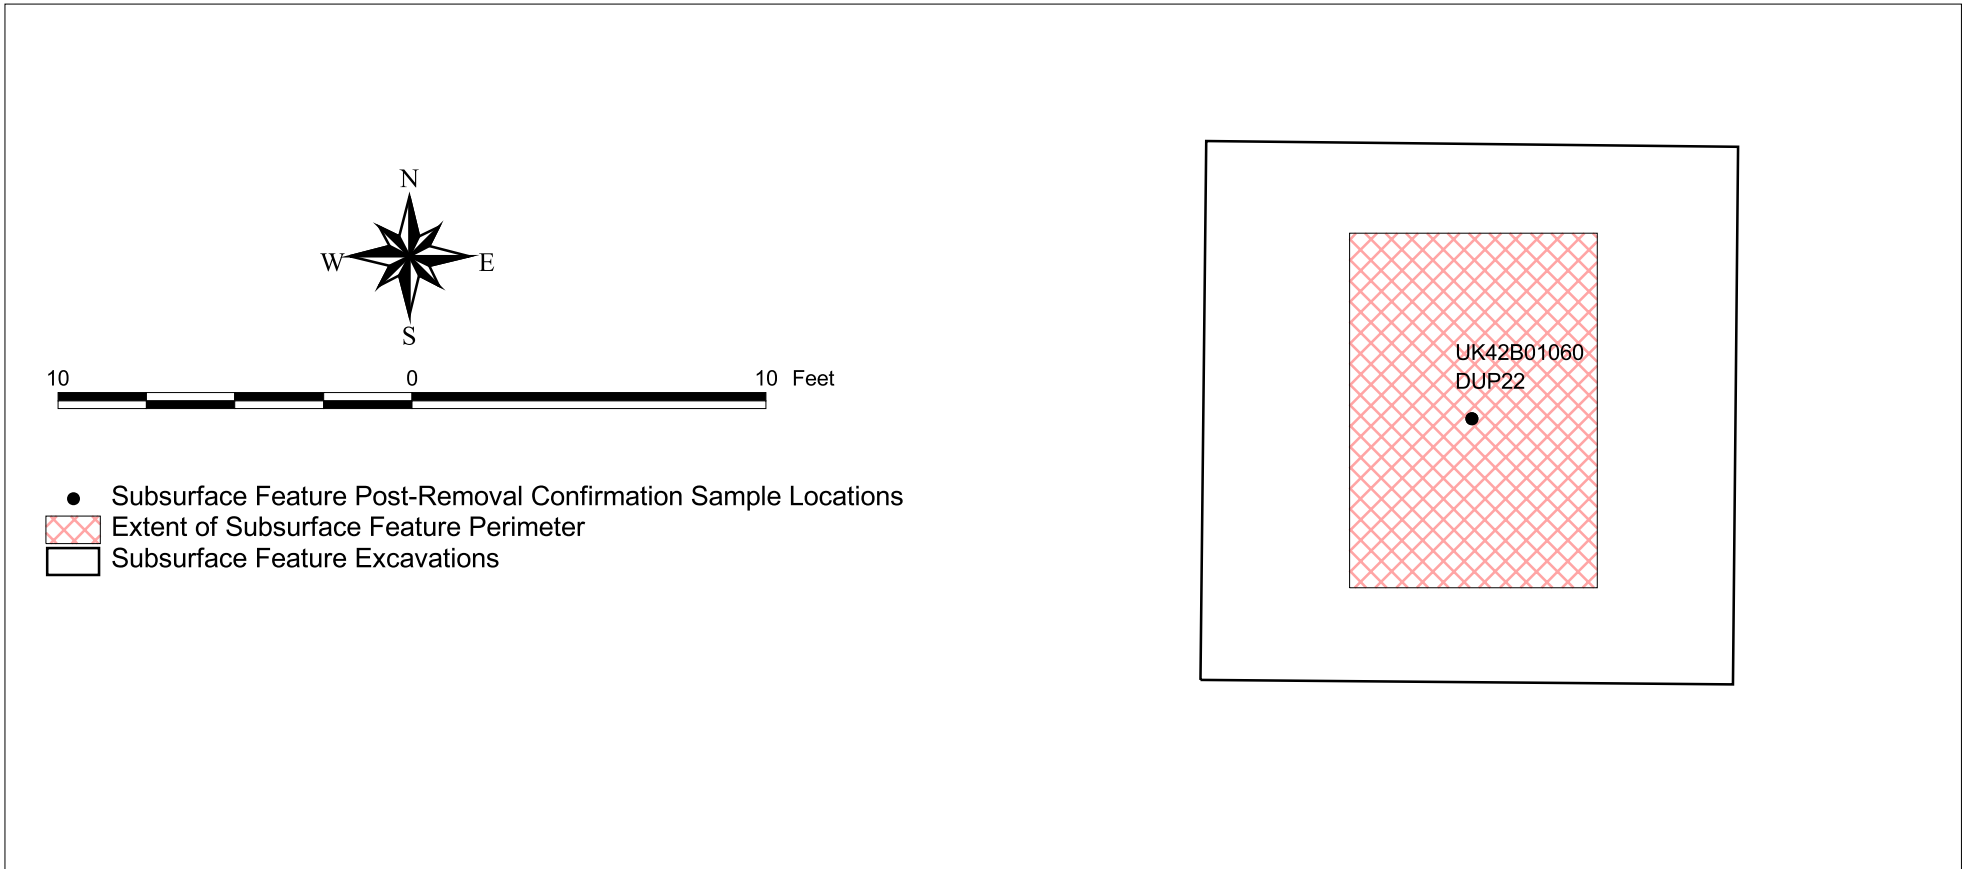 N
W E
S
10 0 10 Feet
Subsurface Feature Post-Removal Confirmation Sample Locations
Extent of Subsurface Feature Perimeter
Subsurface Feature Excavations
UK42B01060
DUP22